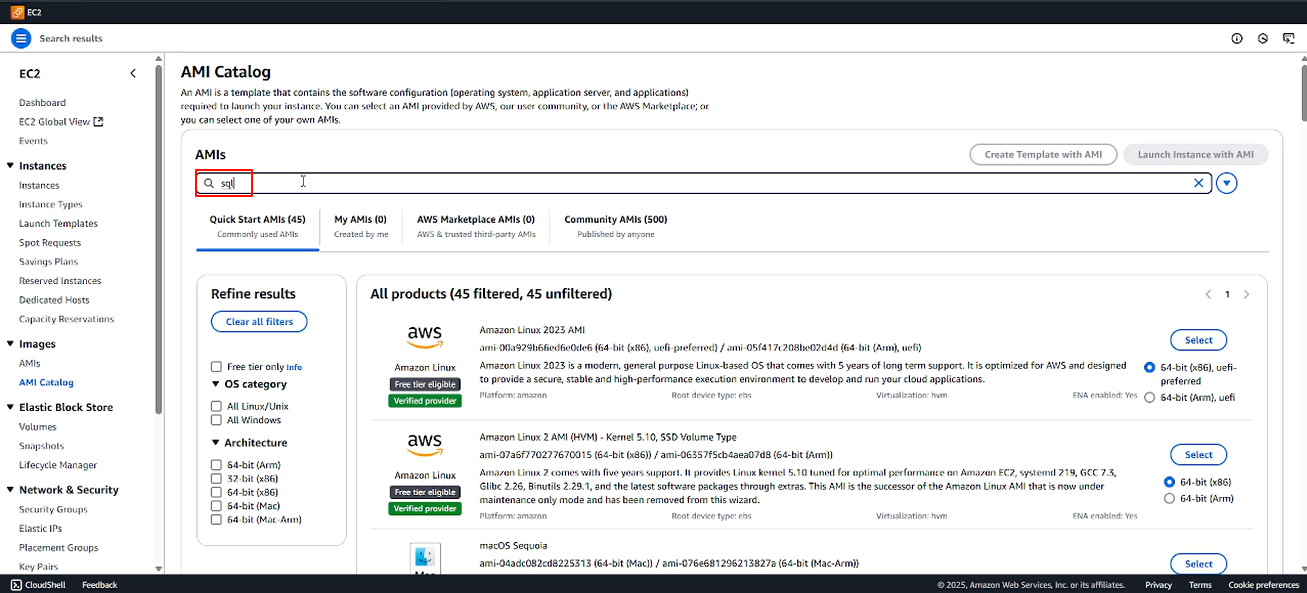 EC2
Search results
EC2
Dashboard
EC2 Global View
Events
Instances
Instances
Instance Types
Launch Templates
Spot Requests
Savings Plans
Reserved Instances
Dedicated Hosts
Capacity Reservations
Images
AMIs
AMI Catalog
Elastic Block Store
Volumes
Snapshots
Lifecycle Manager
Network & Security
Security Groups
Elastic IPs
Placement Groups
Key Pairs
AMI Catalog
An AMI is a template that contains the software configuration (operating system, application server, and applications)
required to launch your instance. You can select an AMI provided by AWS, our user community, or the AWS Marketplace; or
you can select one of your own AMIs.
AMIs
Create Template with AMI
Launch Instance with AMI
sql
Quick Start AMIs (45)
Commonly used AMIs
My AMIs (0)
Created by me
AWS Marketplace AMIs (0)
AWS & trusted third-party AMIs
Community AMIs (500)
Published by anyone
Refine results
Clear all filters
Free tier only Info
OS category
All Linux/Unix
All Windows
Architecture
64-bit (Arm)
32-bit (x86)
64-bit (x86)
64-bit (Mac)
64-bit (Mac-Arm)
All products (45 filtered, 45 unfiltered)
1
aws
Amazon Linux
Free tier eligible
Verified provider
Amazon Linux 2023 AMI
ami-00a929b66ed6e0de6 (64-bit (x86), uefi-preferred) / ami-05f417c208be02d4d (64-bit (Arm), uefi)
Amazon Linux 2023 is a modern, general purpose Linux-based OS that comes with 5 years of long term support. It is optimized for AWS and designed
to provide a secure, stable and high-performance execution environment to develop and run your cloud applications.
Platform: amazon Root device type: ebs Virtualization: hvm ENA enabled: Yes
Select
64-bit (x86), uefi-
preferred
64-bit (Arm), uefi
aws
Amazon Linux
Free tier eligible
Verified provider
Amazon Linux 2 AMI (HVM) - Kernel 5.10, SSD Volume Type
ami-07a6f770277670015 (64-bit (x86)) / ami-06357f5cb4aea07d8 (64-bit (Arm))
Amazon Linux 2 comes with five years support. It provides Linux kernel 5.10 tuned for optimal performance on Amazon EC2, systemd 219, GCC 7.3,
Glibc 2.26, Binutils 2.29.1, and the latest software packages through extras. This AMI is the successor of the Amazon Linux AMI that is now under
maintenance only mode and has been removed from this wizard.
Platform: amazon Root device type: ebs Virtualization: hvm ENA enabled: Yes
Select
64-bit (x86)
64-bit (Arm)
macOS Sequoia
ami-04adc082cd8225313 (64-bit (Mac)) / ami-076e681296213827a (64-bit (Mac-Arm))
Select
CloudShell
Feedback
© 2025, Amazon Web Services, Inc. or its affiliates.
Privacy
Terms
Cookie preferences